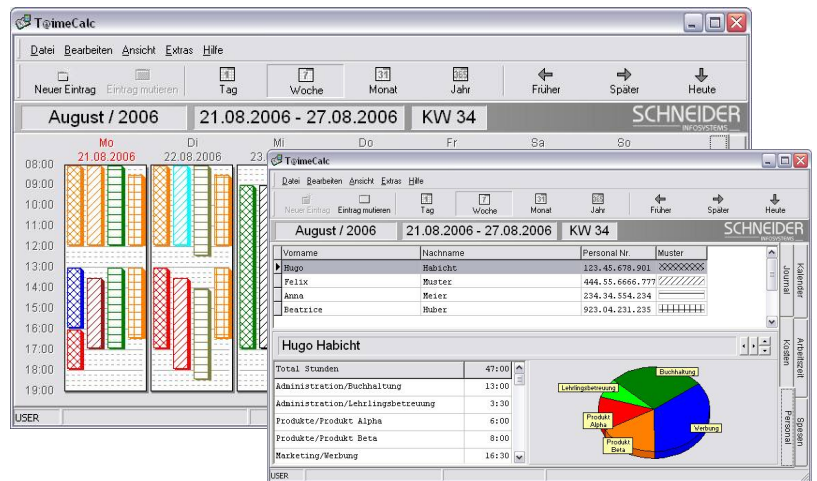 T@imeCalc
Datei Bearbeiten Ansicht Extras Hilfe
Neuer Eintrag Eintrag mutieren Tag Woche Monat Jahr Früher Später Heute
August / 2006 21.08.2006 - 27.08.2006 KW 34 SCHNEIDER
INFOSYSTEMS
Mo Di Mi Do Fr Sa So
21.08.2006 22.08.2006 23.
08:00
09:00
10:00
11:00
12:00
13:00
14:00
15:00
16:00
17:00
18:00
19:00
USER
T@imeCalc
Datei Bearbeiten Ansicht Extras Hilfe
Neuer Eintrag Eintrag mutieren Tag Woche Monat Jahr Früher Später Heute
August / 2006 21.08.2006 - 27.08.2006 KW 34 SCHNEIDER
INFOSYSTEMS
Vorname Nachname Personal Nr. Muster
Hugo Habicht 123.45.678.901
Felix Muster 444.55.6666.777
Anna Meier 234.34.554.234
Beatrice Huber 923.04.231.235
Kalender
Journal
Arbeitszeit
Kosten
Spesen
Personal
Hugo Habicht
Total Stunden 47:00
Administration/Buchhaltung 13:00
Administration/Lehrlingsbetreuung 3:30
Produkte/Produkt Alpha 6:00
Produkte/Produkt Beta 8:00
Marketing/Werbung 16:30
Buchhaltung
Lehrlingsbetreuung
Produkt
Alpha
Werbung
Produkt
Beta
USER